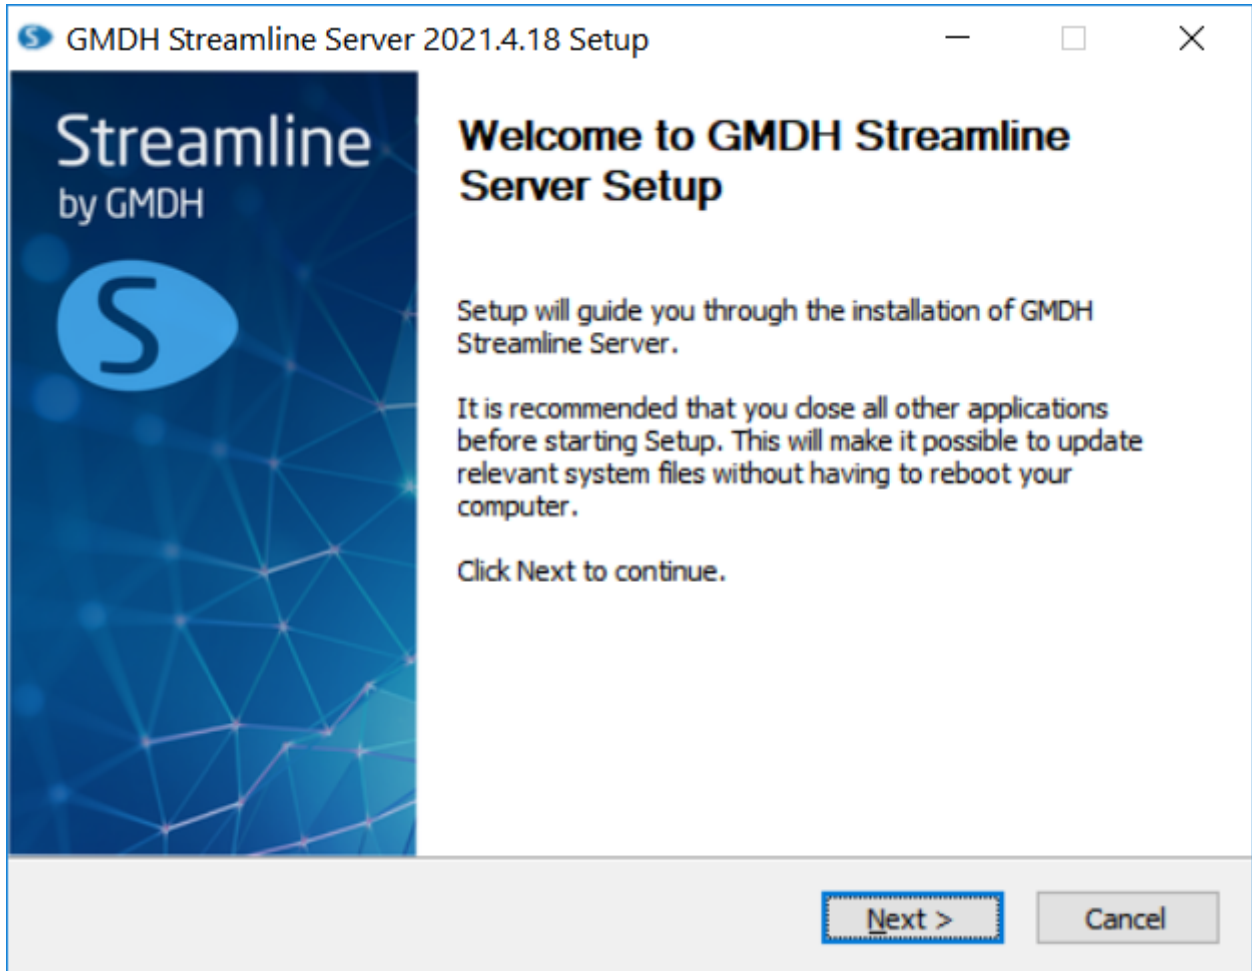 GMDH Streamline Server 2021.4.18 Setup
Streamline
by GMDH
S
Welcome to GMDH Streamline
Server Setup
Setup will guide you through the installation of GMDH
Streamline Server.
It is recommended that you close all other applications
before starting Setup. This will make it possible to update
relevant system files without having to reboot your
computer.
Click Next to continue.
Next >
Cancel